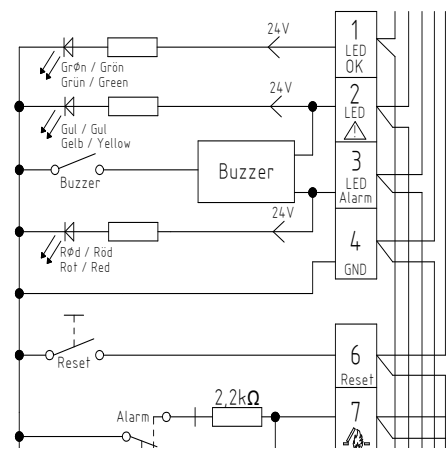 24V
1
LED
OK
Grøn / Grön
Grün / Green
24V
2
LED
Gul / Gul
Gelb / Yellow
Buzzer
Buzzer
3
LED
Alarm
24V
Rød / Röd
Rot / Red
4
GND
Reset
6
Reset
2,2kΩ
Alarm
7